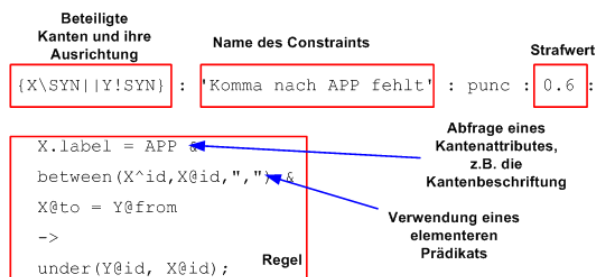 Beteiligte
Kanten und ihre
Ausrichtung
Name des Constraints
Strafwert
{X\SYN||Y!SYN} : 'Komma nach APP fehlt' : punc : 0.6 :
X.label = APP &
between(X^id,X@id,",") &
X@to = Y@from
->
under(Y@id, X@id);
Regel
Abfrage eines
Kantenattributes,
z.B. die
Kantenbeschriftung
Verwendung eines
elementeren
Prädikats